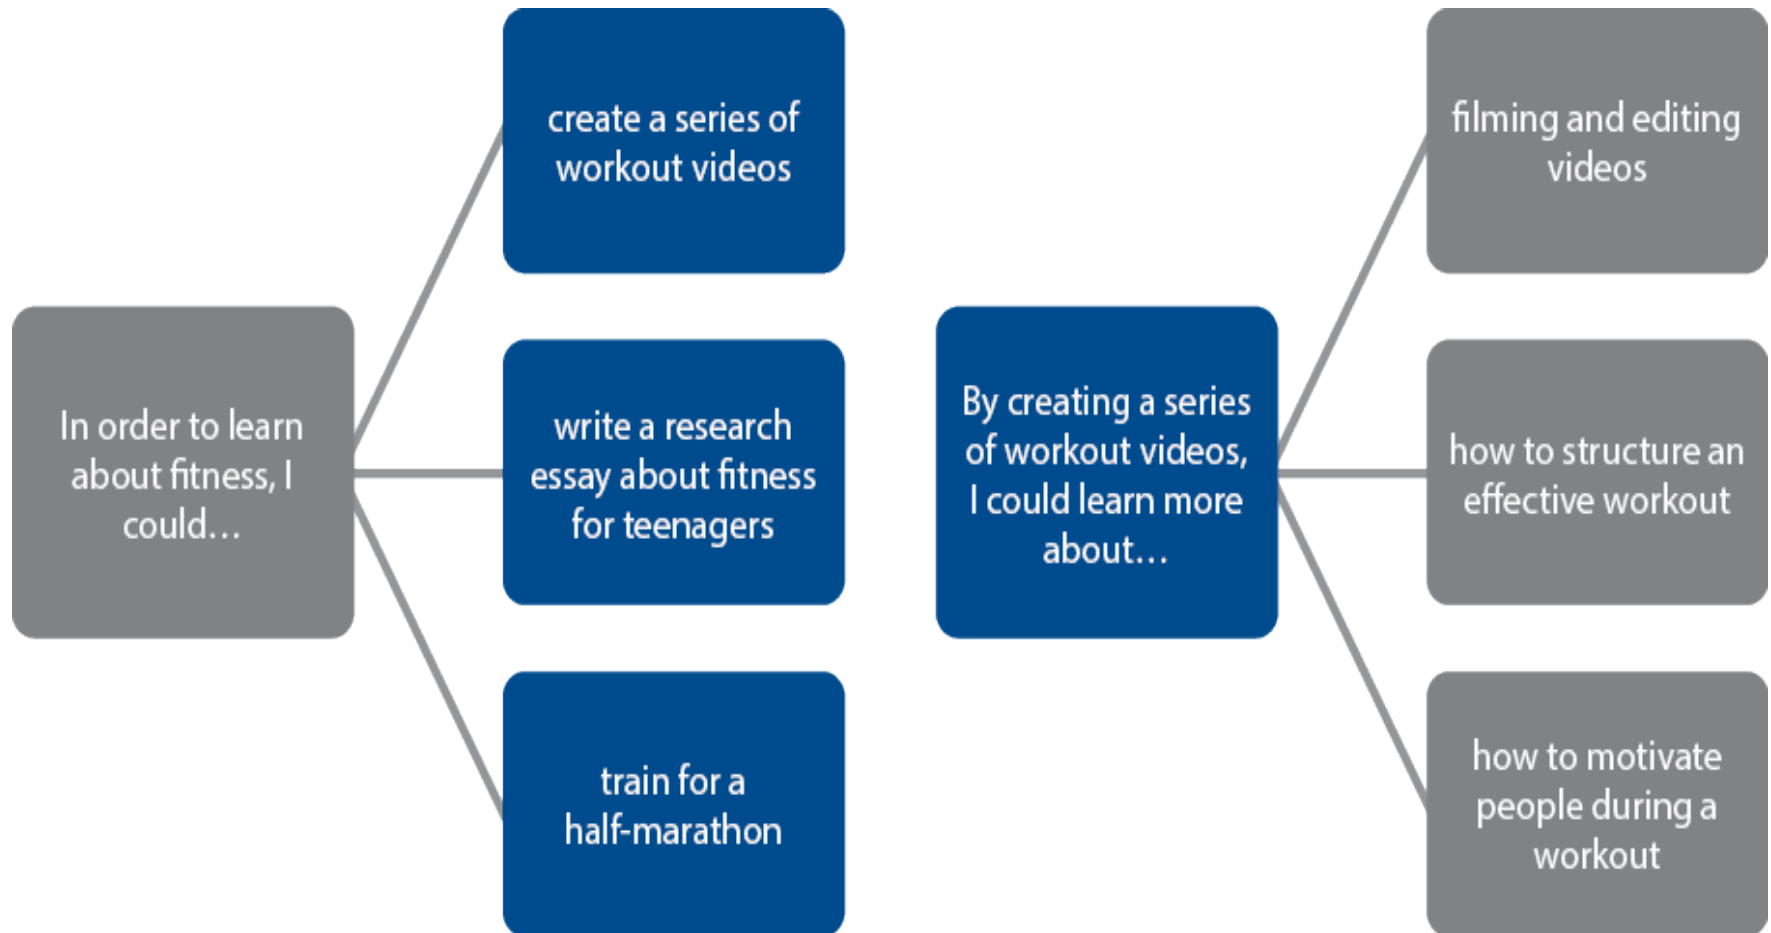 In order to learn
about fitness, I
could…
create a series of
workout videos
write a research
essay about fitness
for teenagers
train for a
half-marathon
By creating a series
of workout videos,
I could learn more
about…
filming and editing
videos
how to structure an
effective workout
how to motivate
people during a
workout